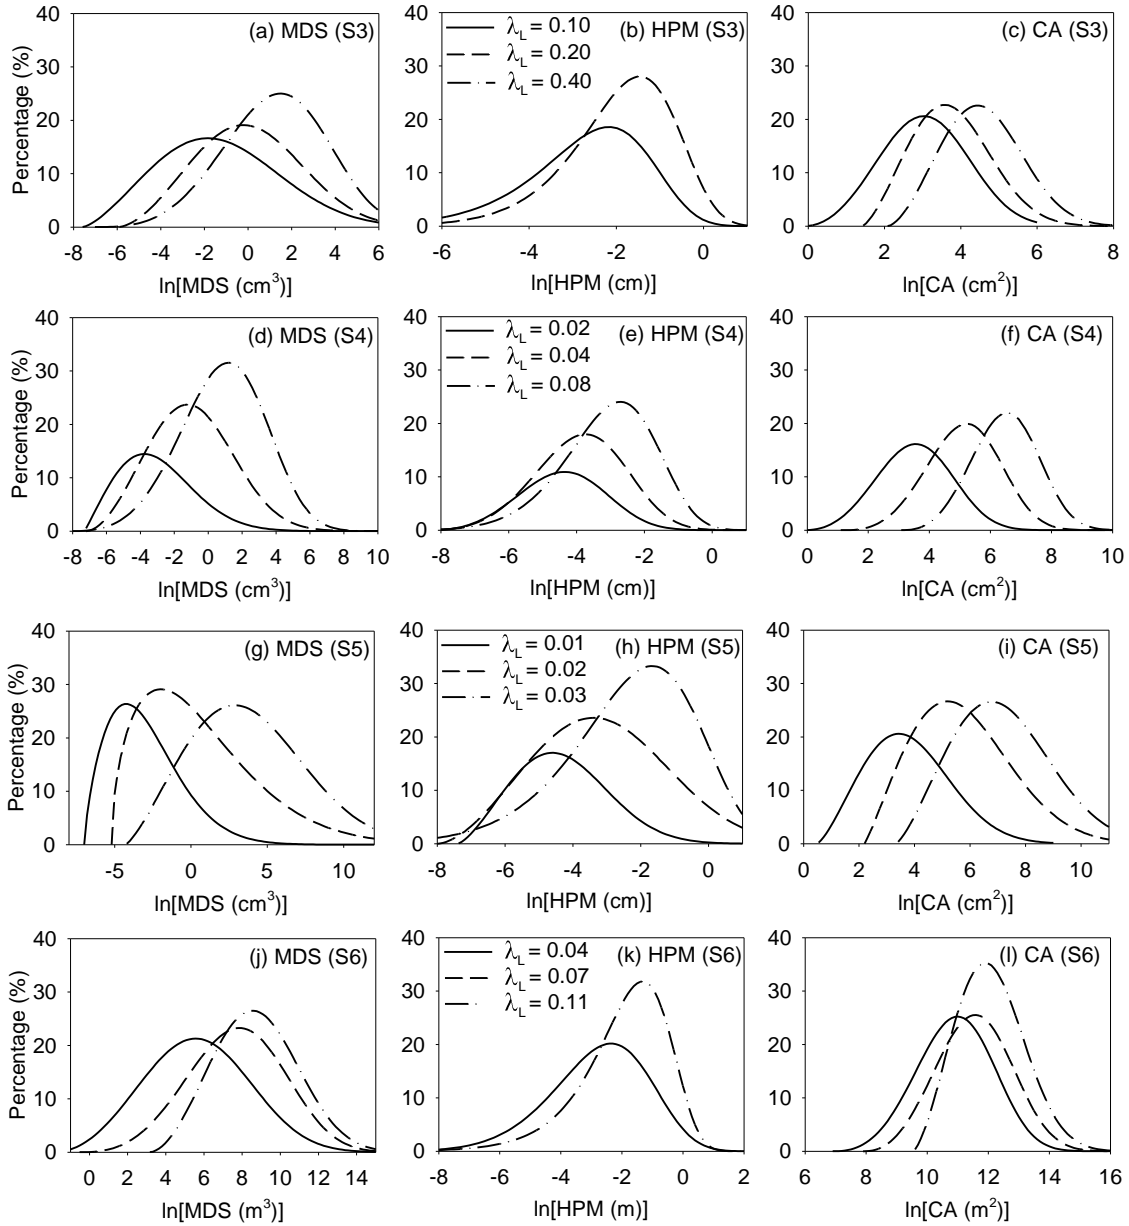 (a) MDS (S3)
Percentage (%)
40
30
20
10
0
-8 -6 -4 -2 0 2 4 6
ln[MDS (cm³)]
(b) HPM (S3)
λL = 0.10
λL = 0.20
λL = 0.40
40
30
20
10
0
-6 -4 -2 0
ln[HPM (cm)]
(c) CA (S3)
40
30
20
10
0
0 2 4 6 8
ln[CA (cm²)]
(d) MDS (S4)
Percentage (%)
40
30
20
10
0
-8 -6 -4 -2 0 2 4 6 8 10
ln[MDS (cm³)]
(e) HPM (S4)
λL = 0.02
λL = 0.04
λL = 0.08
40
30
20
10
0
-8 -6 -4 -2 0
ln[HPM (cm)]
(f) CA (S4)
40
30
20
10
0
0 2 4 6 8 10
ln[CA (cm²)]
(g) MDS (S5)
Percentage (%)
40
30
20
10
0
-5 0 5 10
ln[MDS (cm³)]
(h) HPM (S5)
λL = 0.01
λL = 0.02
λL = 0.03
40
30
20
10
0
-8 -6 -4 -2 0
ln[HPM (cm)]
(i) CA (S5)
40
30
20
10
0
0 2 4 6 8 10
ln[CA (cm²)]
(j) MDS (S6)
Percentage (%)
40
30
20
10
0
0 2 4 6 8 10 12 14
ln[MDS (m³)]
(k) HPM (S6)
λL = 0.04
λL = 0.07
λL = 0.11
40
30
20
10
0
-8 -6 -4 -2 0 2
ln[HPM (m)]
(l) CA (S6)
40
30
20
10
0
6 8 10 12 14 16
ln[CA (m²)]